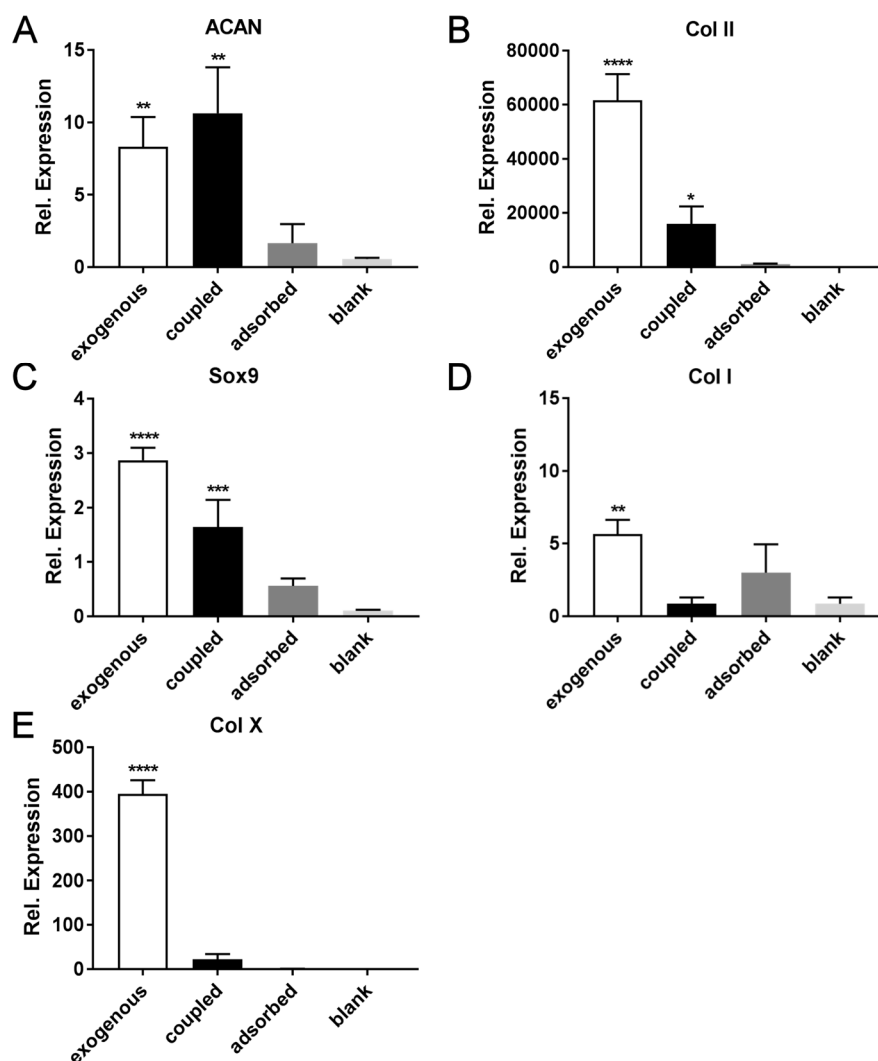 A
ACAN
Rel. Expression
15
10
5
0
**
**
exogenous
coupled
adsorbed
blank
B
Col II
Rel. Expression
80000
60000
40000
20000
0
****
*
exogenous
coupled
adsorbed
blank
C
Sox9
Rel. Expression
4
3
2
1
0
****
***
exogenous
coupled
adsorbed
blank
D
Col I
Rel. Expression
15
10
5
0
**
exogenous
coupled
adsorbed
blank
E
Col X
Rel. Expression
500
400
300
200
100
0
****
exogenous
coupled
adsorbed
blank